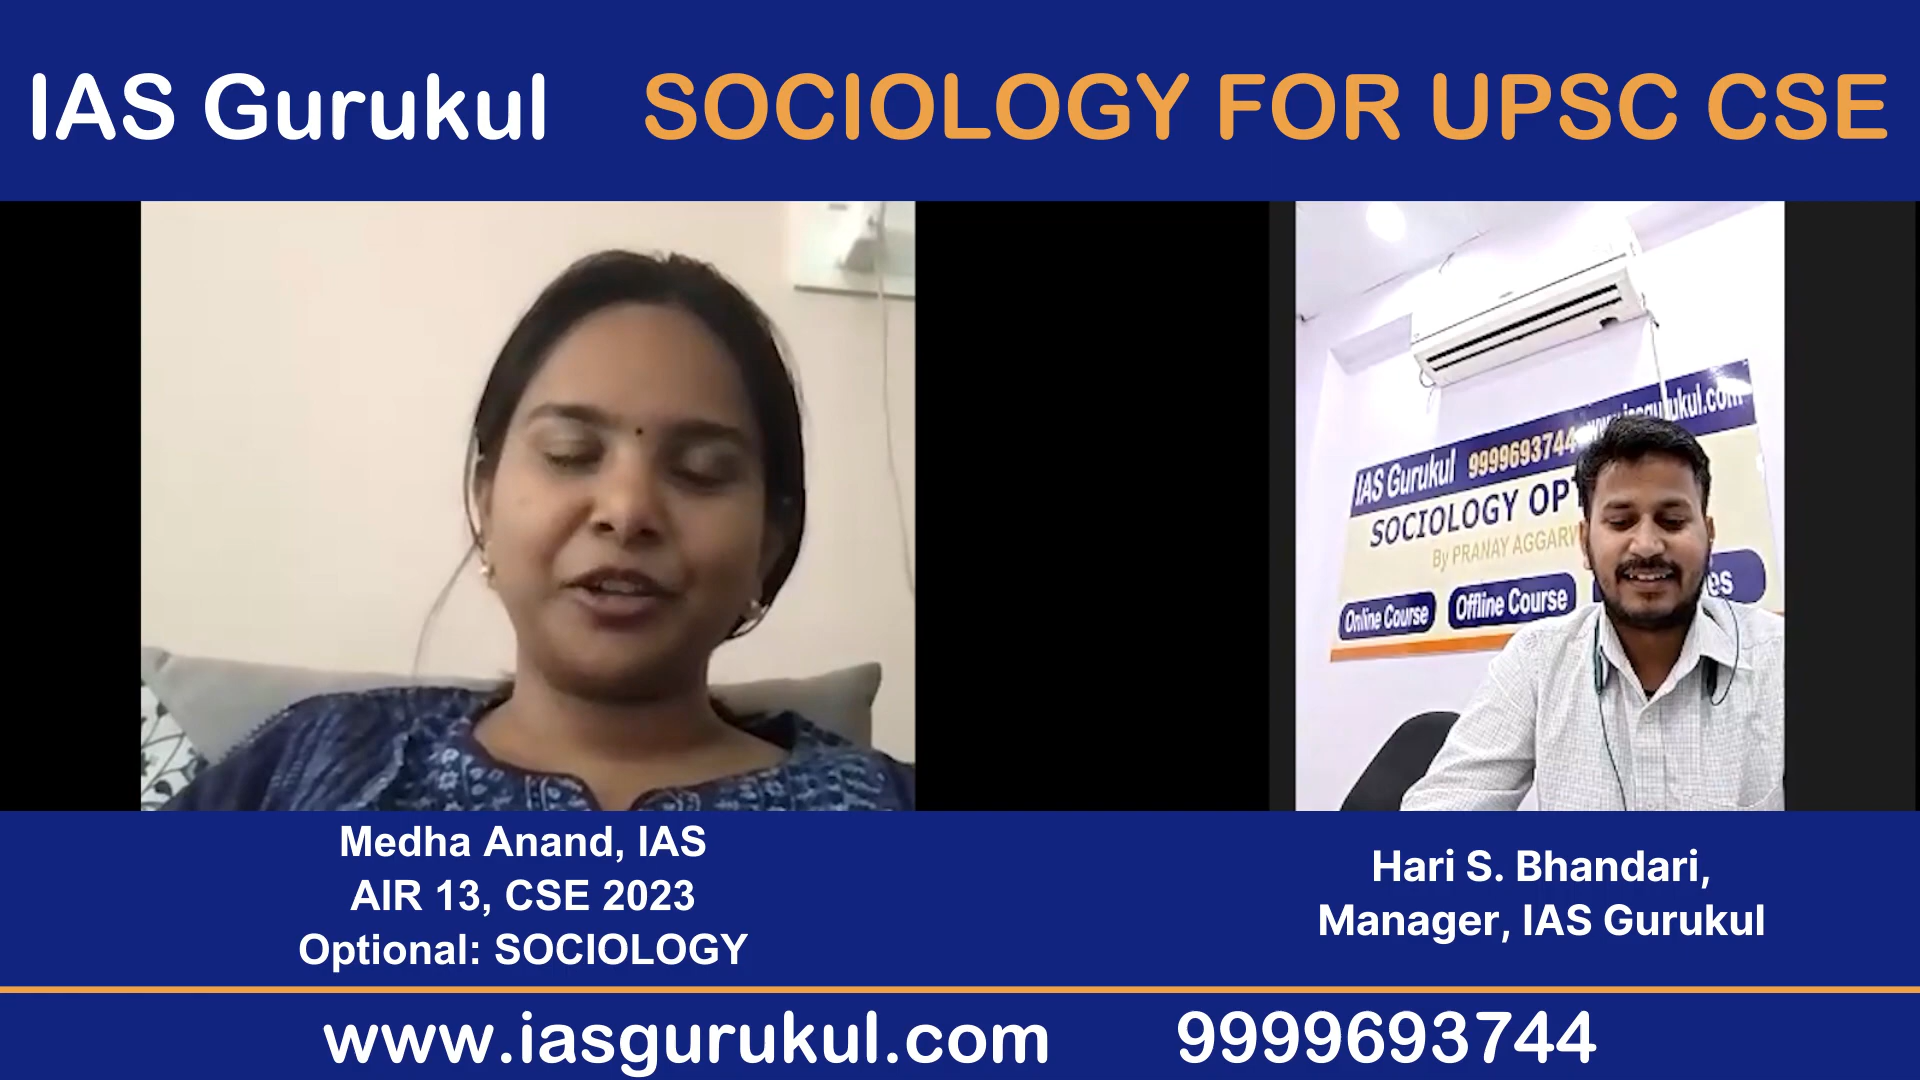 IAS Gurukul SOCIOLOGY FOR UPSC CSE
IAS Gurukul 9999693744
SOCIOLOGY OPT
By PRANAY AGGARW
Online Course Offline Course
Medha Anand, IAS
AIR 13, CSE 2023
Optional: SOCIOLOGY
Hari S. Bhandari,
Manager, IAS Gurukul
www.iasgurukul.com 9999693744